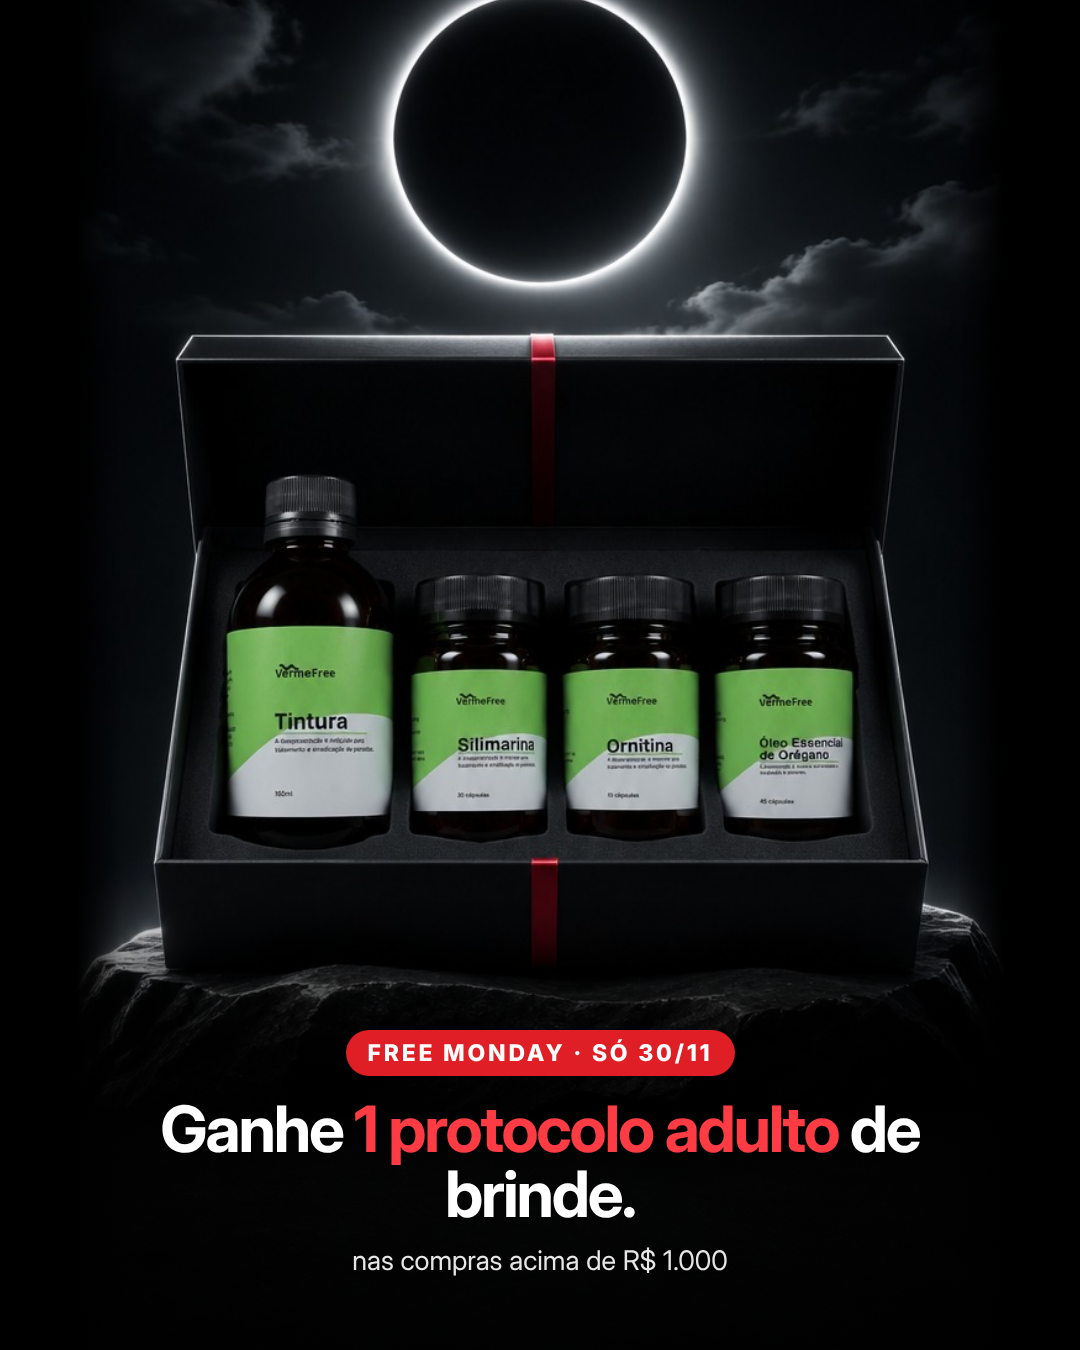 VermeFree
Tintura
150ml
VermeFree
Silimarina
30 cápsulas
VermeFree
Ornitina
cápsulas
VermeFree
Óleo Essencial
de Orégano
45 cápsulas
FREE MONDAY · SÓ 30/11
Ganhe 1 protocolo adulto de
brinde.
nas compras acima de R$ 1.000